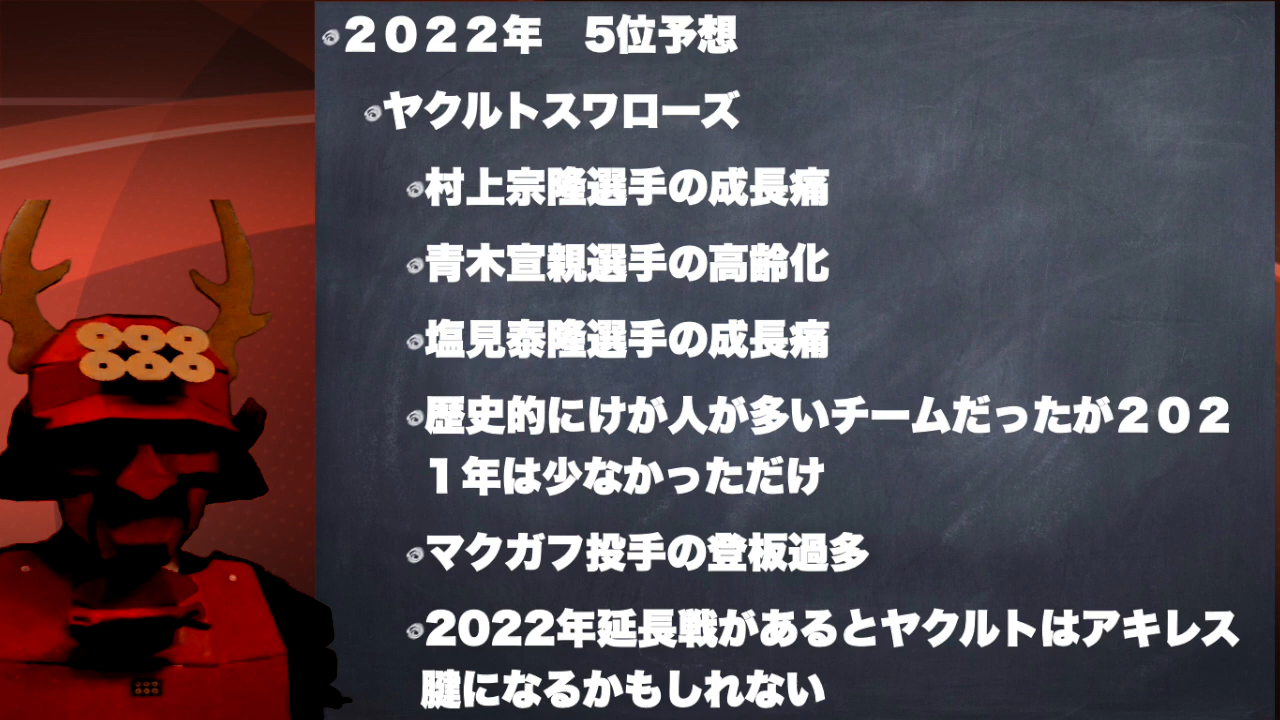 ２０２２年　5位予想
ヤクルトスワローズ
村上宗隆選手の成長痛
青木宣親選手の高齢化
塩見泰隆選手の成長痛
歴史的にけが人が多いチームだったが２０２
１年は少なかっただけ
マクガフ投手の登板過多
2022年延長戦があるとヤクルトはアキレス
腱になるかもしれない